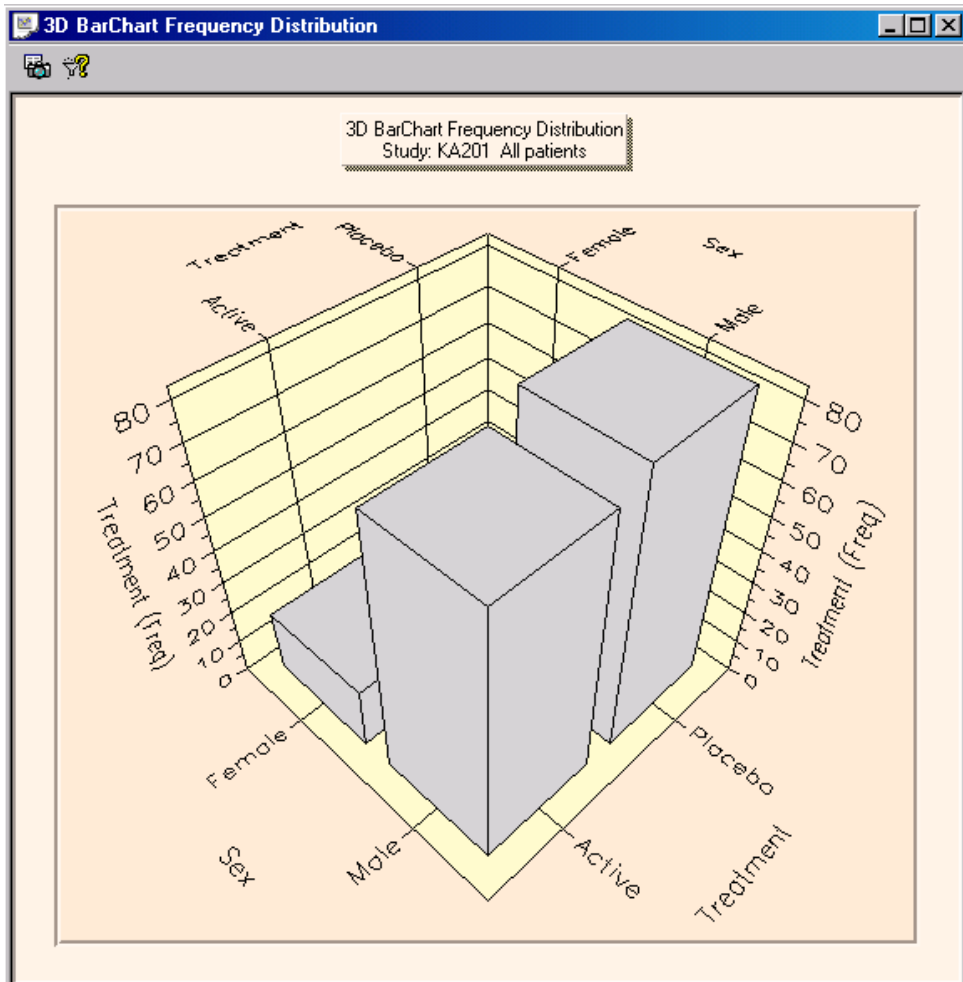 3D BarChart Frequency Distribution
3D BarChart Frequency Distribution
Study: KA201 All patients
Treatment
Placebo
Active
Female
Sex
Male
80
70
60
50
40
30
20
10
0
Treatment (Freq)
80
70
60
50
40
30
20
10
0
Treatment (Freq)
Female
Male
Sex
Placebo
Active
Treatment